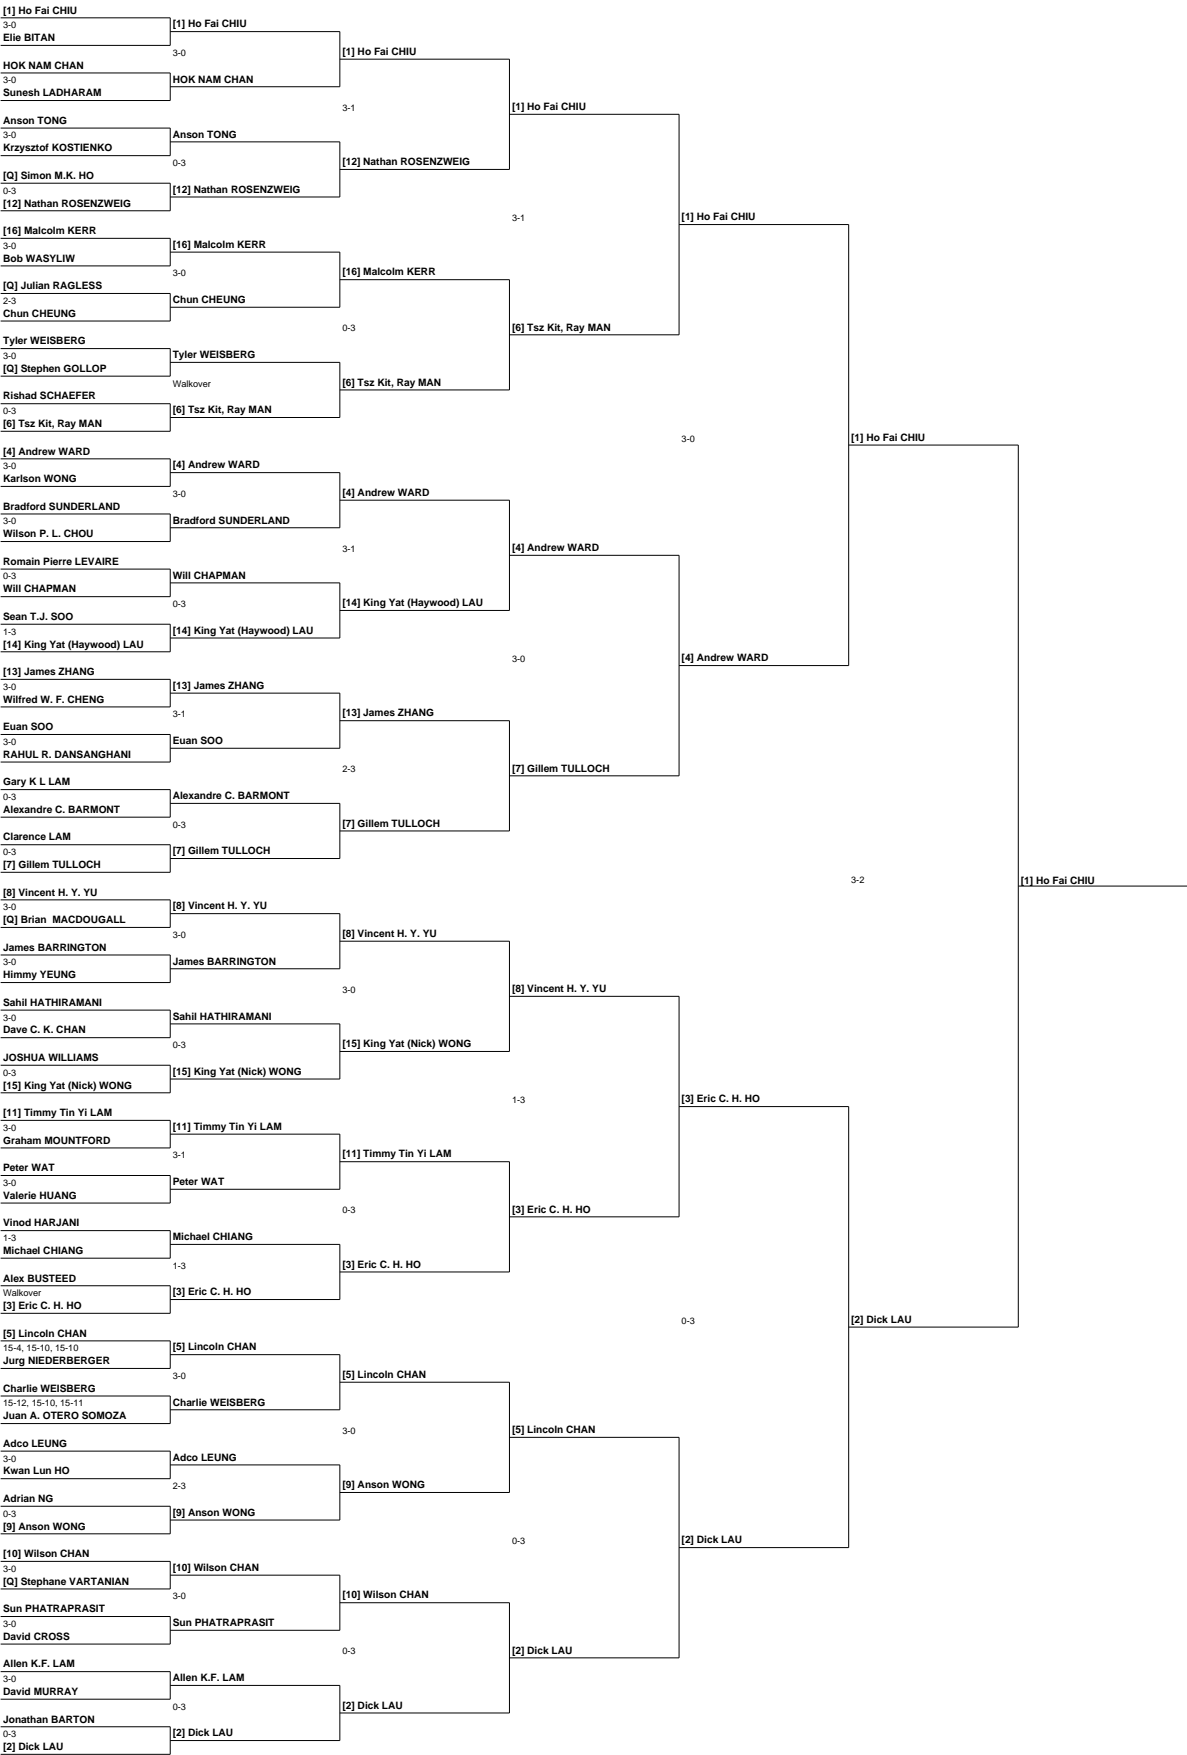 [1] Ho Fai CHIU
3-0
[1] Ho Fai CHIU
Elie BITAN
3-0
[1] Ho Fai CHIU
HOK NAM CHAN
3-0
HOK NAM CHAN
Sunesh LADHARAM
3-1
[1] Ho Fai CHIU
Anson TONG
3-0
Anson TONG
Krzysztof KOSTIENKO
0-3
[12] Nathan ROSENZWEIG
[Q] Simon M.K. HO
0-3
[12] Nathan ROSENZWEIG
[12] Nathan ROSENZWEIG
3-1
[1] Ho Fai CHIU
[16] Malcolm KERR
3-0
[16] Malcolm KERR
Bob WASYLIW
3-0
[16] Malcolm KERR
[Q] Julian RAGLESS
2-3
Chun CHEUNG
Chun CHEUNG
0-3
[6] Tsz Kit, Ray MAN
Tyler WEISBERG
3-0
Tyler WEISBERG
[Q] Stephen GOLLOP
Walkover
[6] Tsz Kit, Ray MAN
Rishad SCHAEFER
0-3
[6] Tsz Kit, Ray MAN
[6] Tsz Kit, Ray MAN
3-0
[1] Ho Fai CHIU
[4] Andrew WARD
3-0
[4] Andrew WARD
Karlson WONG
3-0
[4] Andrew WARD
Bradford SUNDERLAND
3-0
Bradford SUNDERLAND
Wilson P. L. CHOU
3-1
[4] Andrew WARD
Romain Pierre LEVAIRE
0-3
Will CHAPMAN
Will CHAPMAN
0-3
[14] King Yat (Haywood) LAU
Sean T.J. SOO
1-3
[14] King Yat (Haywood) LAU
[14] King Yat (Haywood) LAU
3-0
[4] Andrew WARD
[13] James ZHANG
3-0
[13] James ZHANG
Wilfred W. F. CHENG
3-1
[13] James ZHANG
Euan SOO
3-0
Euan SOO
RAHUL R. DANSANGHANI
2-3
[7] Gillem TULLOCH
Gary K L LAM
0-3
Alexandre C. BARMONT
Alexandre C. BARMONT
0-3
[7] Gillem TULLOCH
Clarence LAM
0-3
[7] Gillem TULLOCH
[7] Gillem TULLOCH
3-2
[1] Ho Fai CHIU
[8] Vincent H. Y. YU
3-0
[8] Vincent H. Y. YU
[Q] Brian  MACDOUGALL
3-0
[8] Vincent H. Y. YU
James BARRINGTON
3-0
James BARRINGTON
Himmy YEUNG
3-0
[8] Vincent H. Y. YU
Sahil HATHIRAMANI
3-0
Sahil HATHIRAMANI
Dave C. K. CHAN
0-3
[15] King Yat (Nick) WONG
JOSHUA WILLIAMS
0-3
[15] King Yat (Nick) WONG
[15] King Yat (Nick) WONG
1-3
[3] Eric C. H. HO
[11] Timmy Tin Yi LAM
3-0
[11] Timmy Tin Yi LAM
Graham MOUNTFORD
3-1
[11] Timmy Tin Yi LAM
Peter WAT
3-0
Peter WAT
Valerie HUANG
0-3
[3] Eric C. H. HO
Vinod HARJANI
1-3
Michael CHIANG
Michael CHIANG
1-3
[3] Eric C. H. HO
Alex BUSTEED
Walkover
[3] Eric C. H. HO
[3] Eric C. H. HO
0-3
[2] Dick LAU
[5] Lincoln CHAN
15-4, 15-10, 15-10
[5] Lincoln CHAN
Jurg NIEDERBERGER
3-0
[5] Lincoln CHAN
Charlie WEISBERG
15-12, 15-10, 15-11
Charlie WEISBERG
Juan A. OTERO SOMOZA
3-0
[5] Lincoln CHAN
Adco LEUNG
3-0
Adco LEUNG
Kwan Lun HO
2-3
[9] Anson WONG
Adrian NG
0-3
[9] Anson WONG
[9] Anson WONG
0-3
[2] Dick LAU
[10] Wilson CHAN
3-0
[10] Wilson CHAN
[Q] Stephane VARTANIAN
3-0
[10] Wilson CHAN
Sun PHATRAPRASIT
3-0
Sun PHATRAPRASIT
David CROSS
0-3
[2] Dick LAU
Allen K.F. LAM
3-0
Allen K.F. LAM
David MURRAY
0-3
[2] Dick LAU
Jonathan BARTON
0-3
[2] Dick LAU
[2] Dick LAU